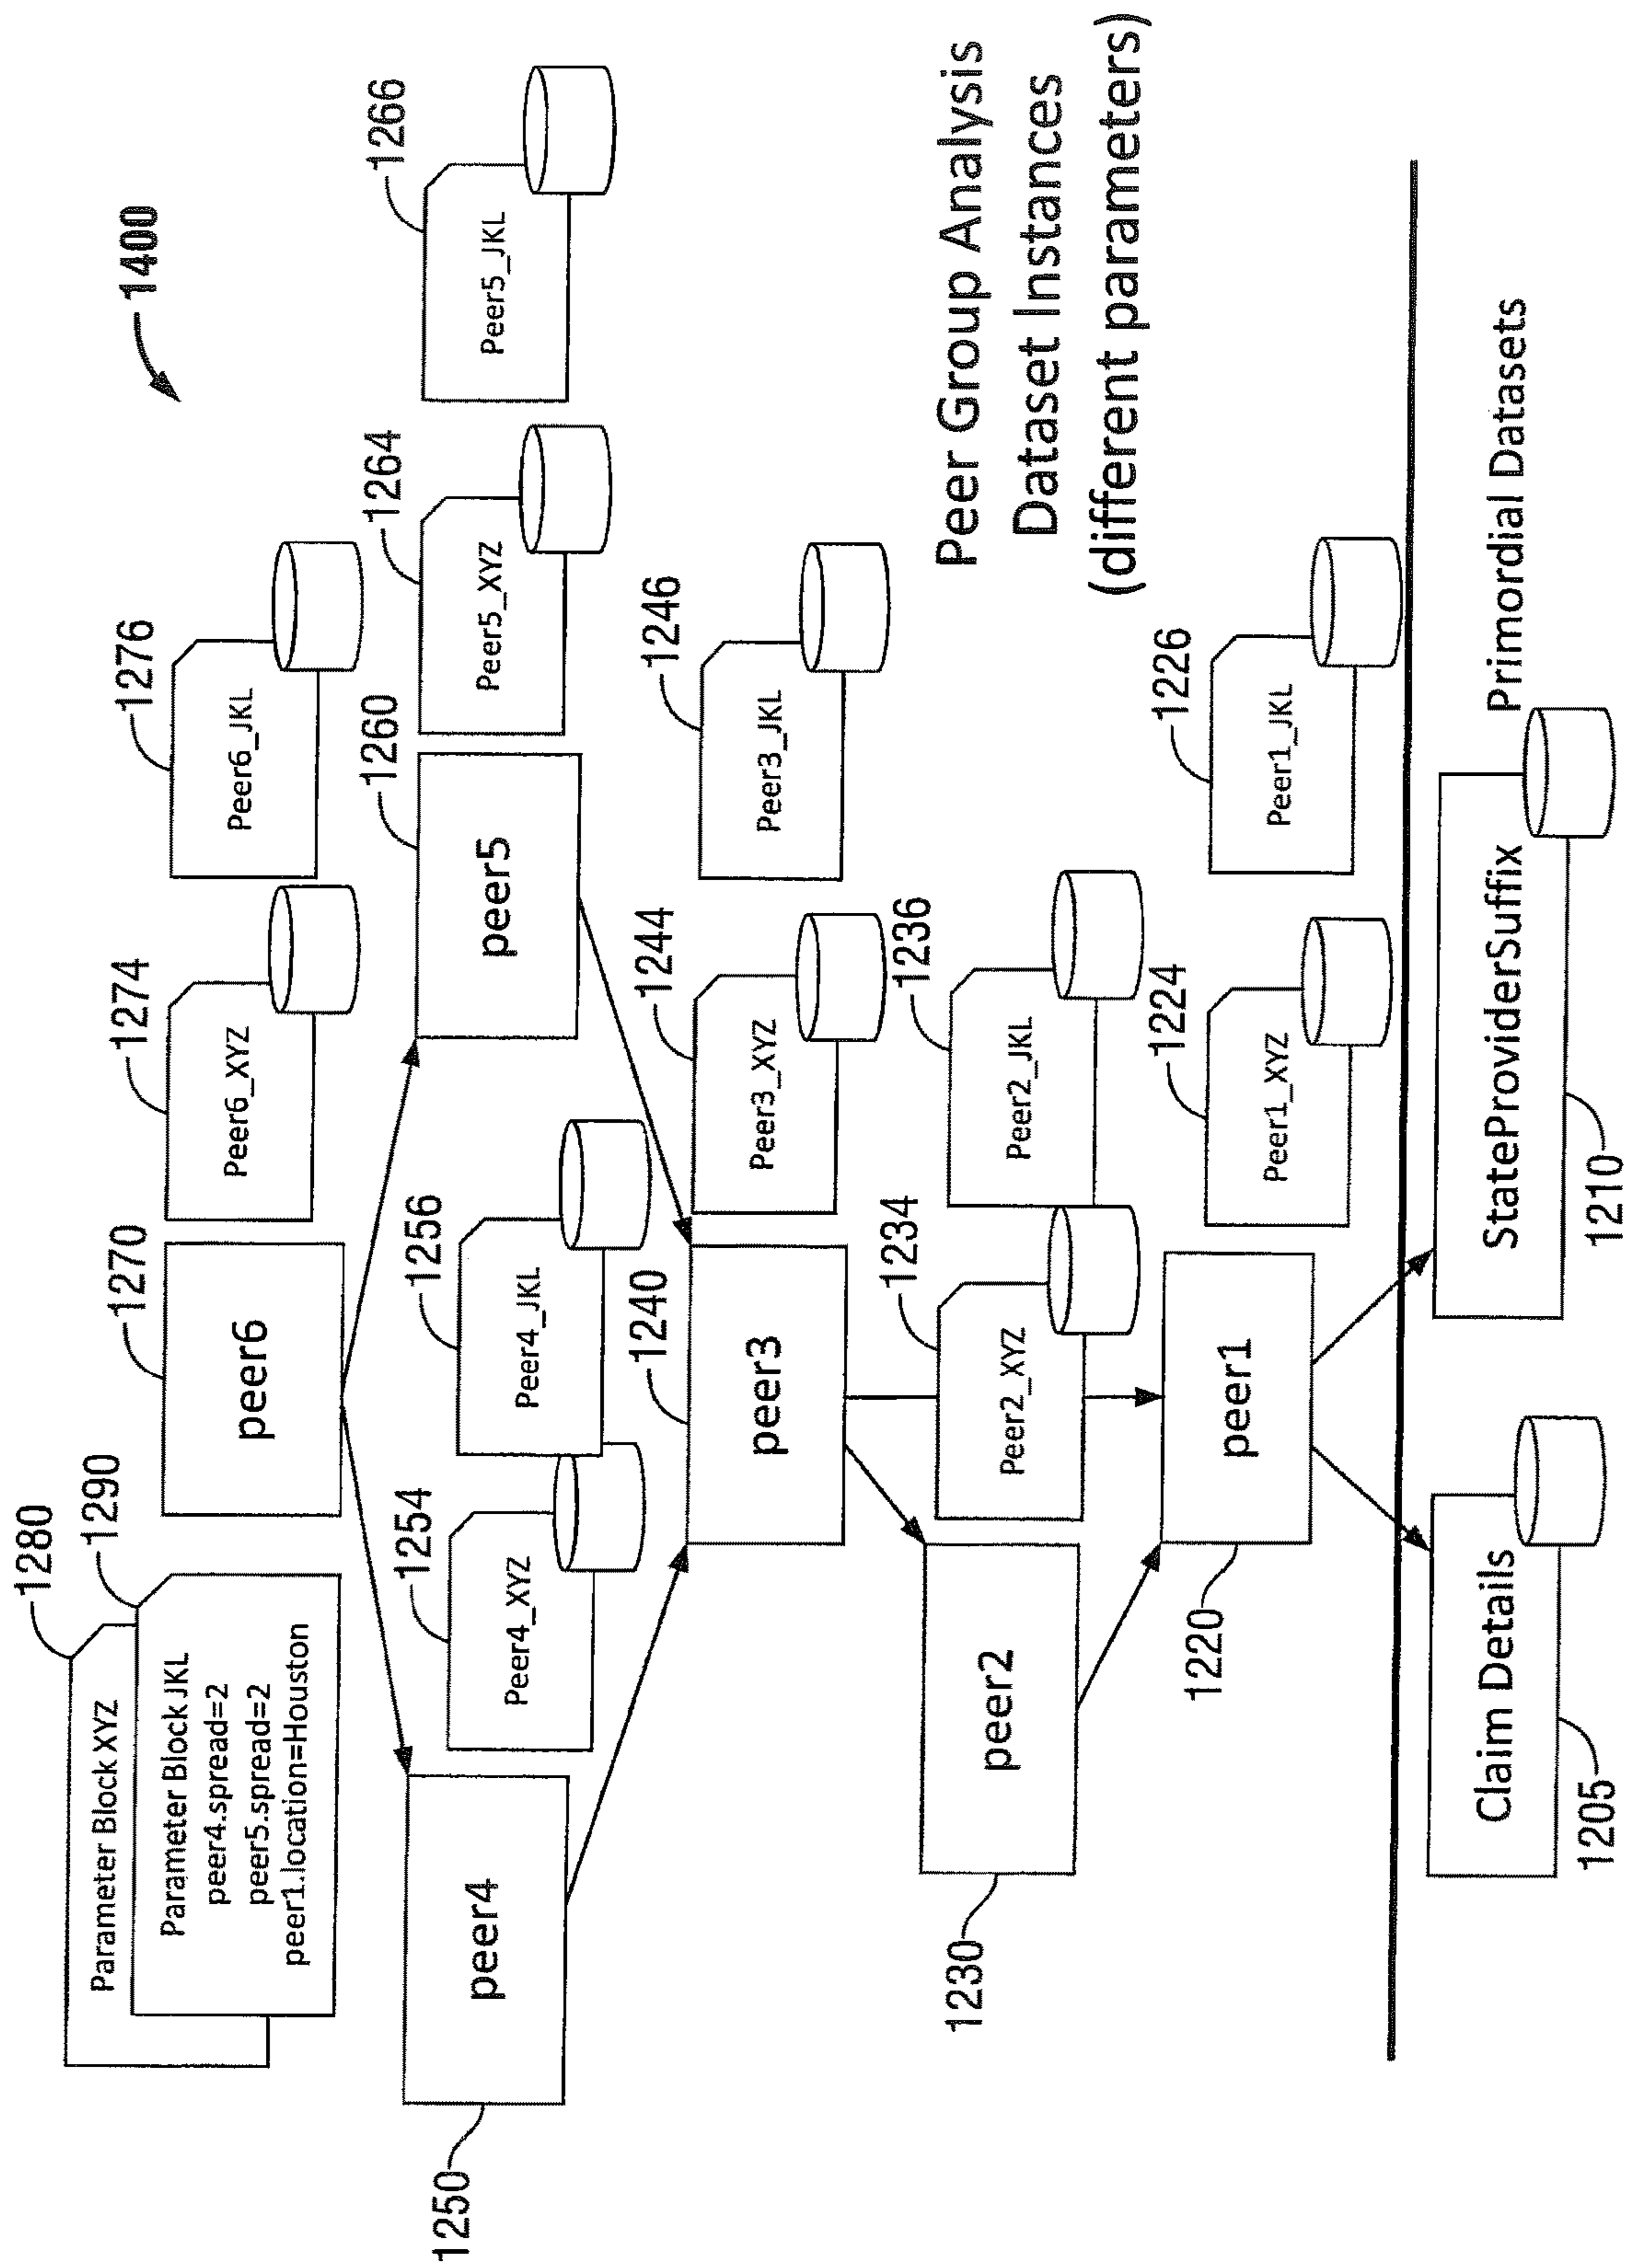 1400
1280
Parameter Block XYZ
1290
Parameter Block JKL
peer4.spread=2
peer5.spread=2
peer1.location=Houston
1270
peer6
1274
Peer6_XYZ
1276
Peer6_JKL
1250
peer4
1254
Peer4_XYZ
1256
Peer4_JKL
1260
peer5
1264
Peer5_XYZ
1266
Peer5_JKL
1240
peer3
1244
Peer3_XYZ
1246
Peer3_JKL
1230
peer2
1234
Peer2_XYZ
1236
Peer2_JKL
Peer Group Analysis
Dataset Instances
(different parameters)
1220
peer1
1224
Peer1_XYZ
1226
Peer1_JKL
1205
Claim Details
1210
StateProviderSuffix
Primordial Datasets